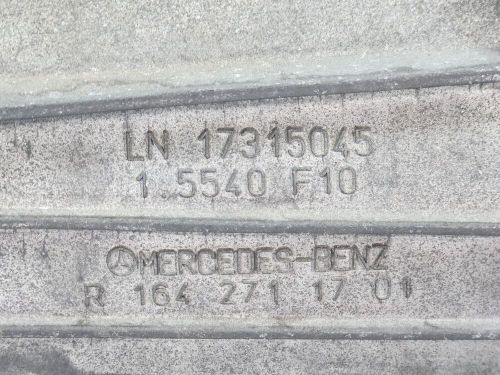 LN 17315045
1.5540 F10
MERCEDES-BENZ
R 164 271 17 01